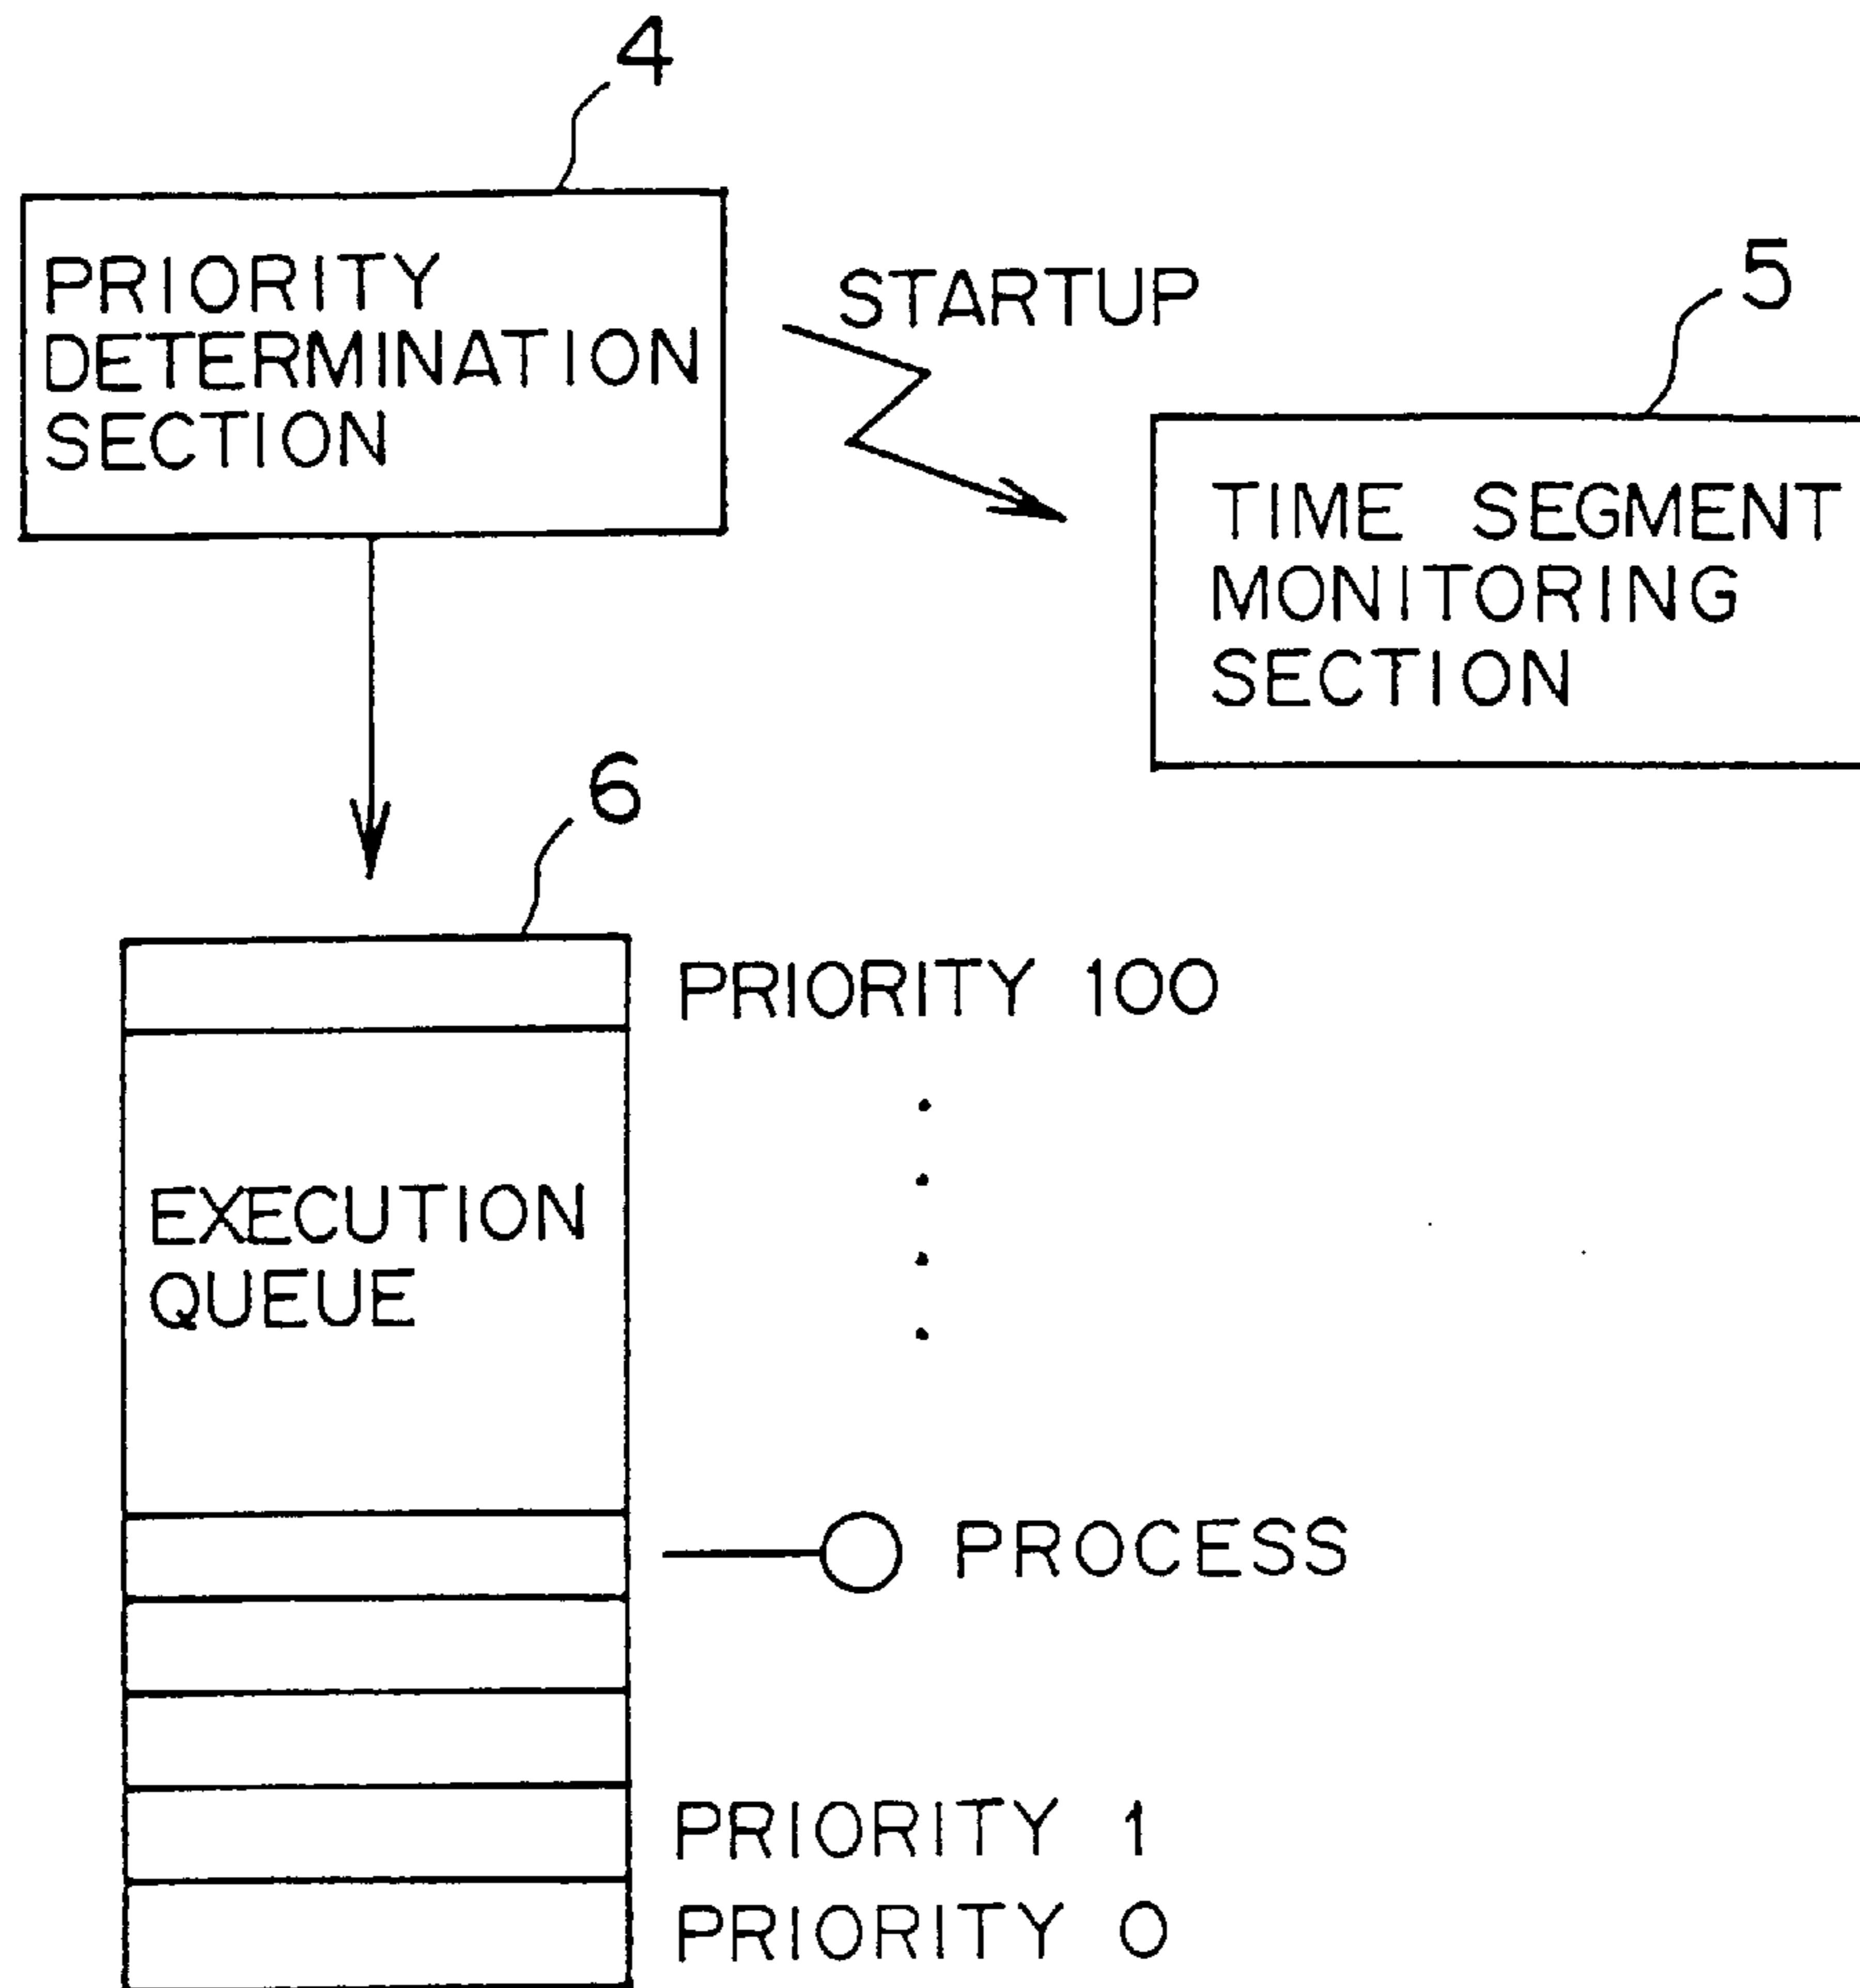 4
PRIORITY
DETERMINATION
SECTION
STARTUP
5
TIME SEGMENT
MONITORING
SECTION
6
PRIORITY 100
EXECUTION
QUEUE
PROCESS
PRIORITY 1
PRIORITY 0